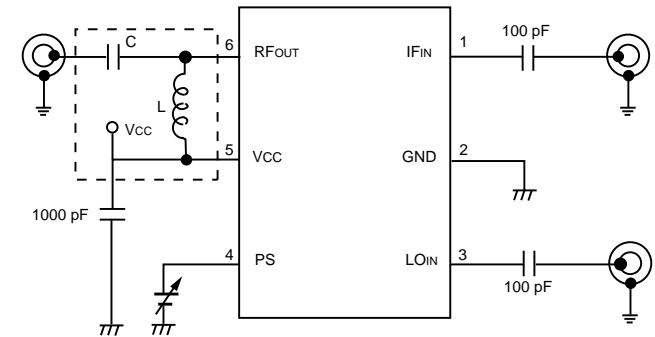 C
6
RFOUT
IFIN
1
100 pF
L
VCC
5
VCC
GND
2
1000 pF
4
PS
LOIN
3
100 pF